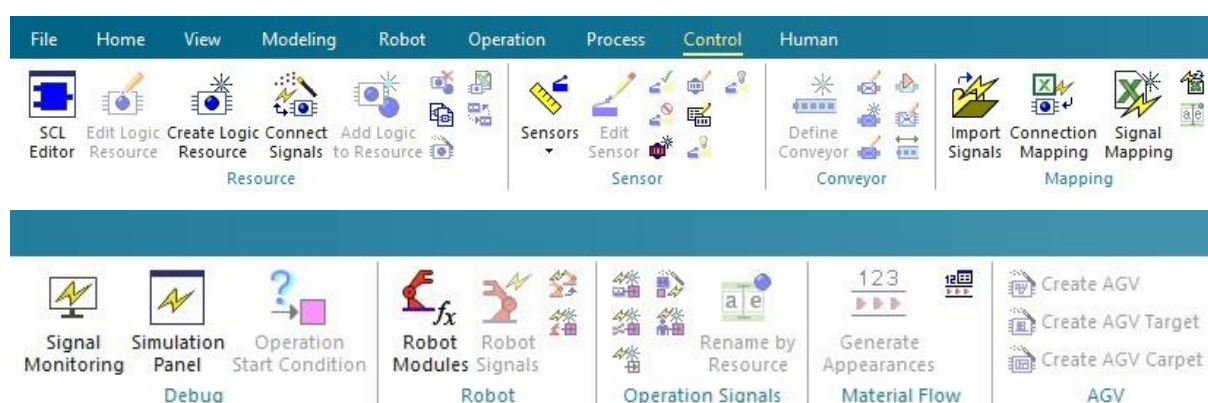 File Home View Modeling Robot Operation Process Control Human
SCL Edit Logic Create Logic Connect Add Logic Sensors Edit Define Import Connection Signal
Editor Resource Resource Signals to Resource Sensor Conveyor Signals Mapping Mapping
Resource Sensor Conveyor Mapping
123
Signal Simulation Operation Robot Robot Rename by Generate Create AGV
Monitoring Panel Start Condition Modules Signals Resource Appearances Create AGV Target
Create AGV Carpet
Debug Robot Operation Signals Material Flow AGV